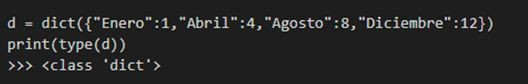 d = dict({"Enero":1,"Abril":4,"Agosto":8,"Diciembre":12})
print(type(d))
>>> <class 'dict'>